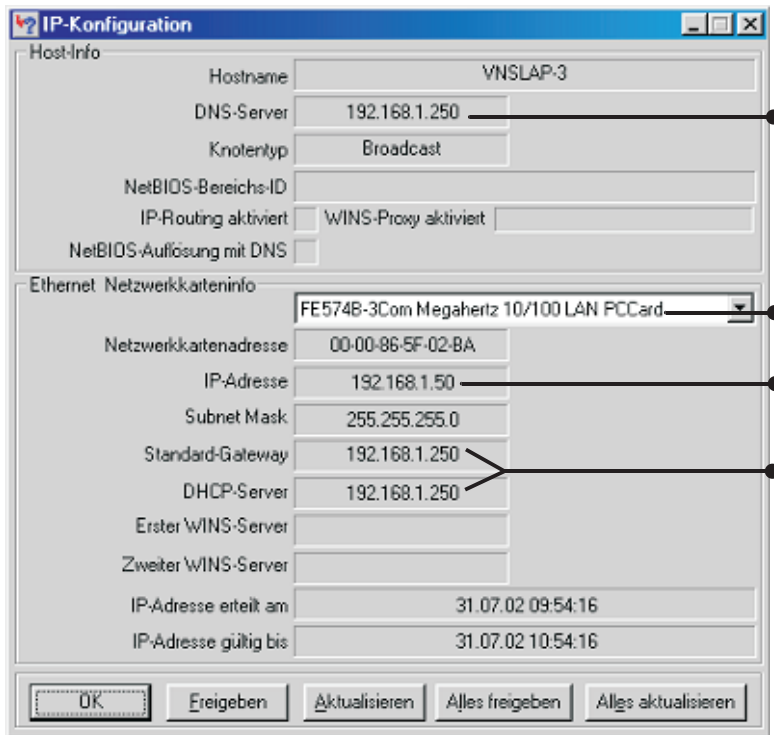 IP-Konfiguration
Host-Info
Hostname VNSLAP-3
DNS-Server 192.168.1.250
Knotentyp Broadcast
NetBIOS-Bereichs-ID
IP-Routing aktiviert WINS-Proxy aktiviert
NetBIOS-Auflösung mit DNS
Ethernet Netzwerkkarteninfo
FE574B-3Com Megahertz 10/100 LAN PCCard
Netzwerkkartenadresse 00-00-86-5F-02-BA
IP-Adresse 192.168.1.50
Subnet Mask 255.255.255.0
Standard-Gateway 192.168.1.250
DHCP-Server 192.168.1.250
Erster WINS-Server
Zweiter WINS-Server
IP-Adresse erteilt am 31.07.02 09:54:16
IP-Adresse gültig bis 31.07.02 10:54:16
OK Freigeben Aktualisieren Alles freigeben Alles aktualisieren